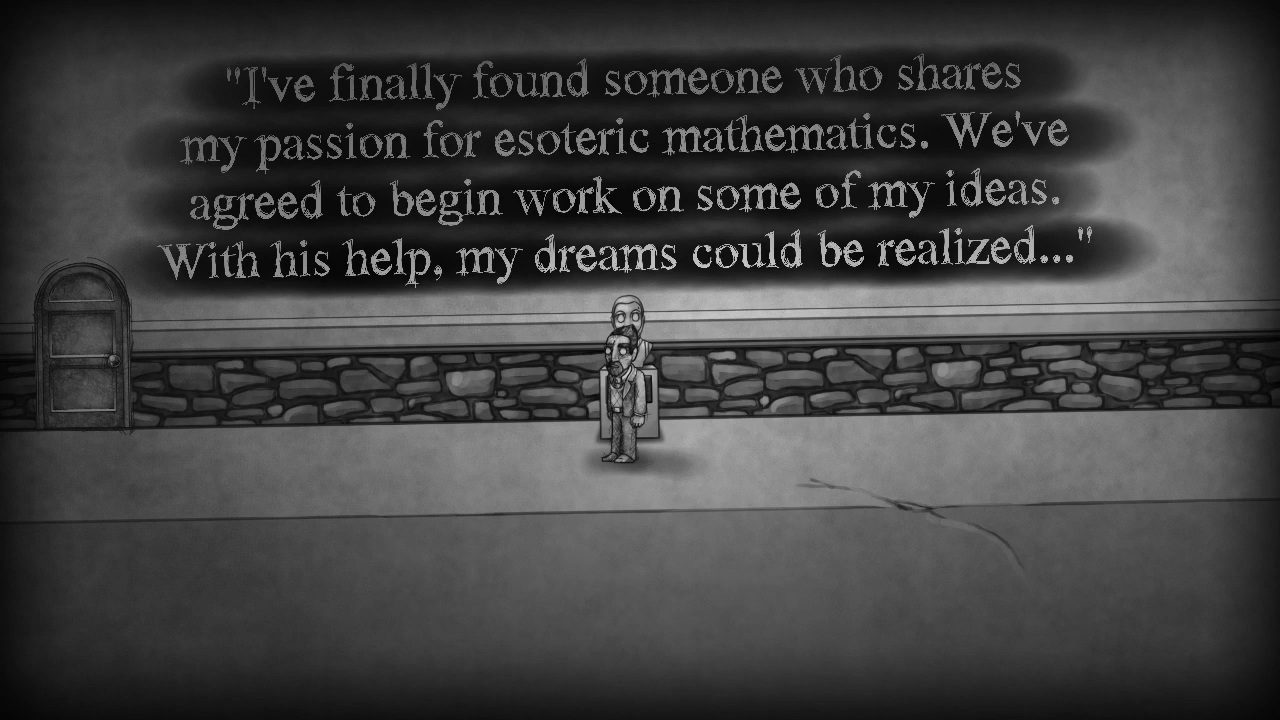 "I've finally found someone who shares
my passion for esoteric mathematics. We've
agreed to begin work on some of my ideas.
With his help, my dreams could be realized..."